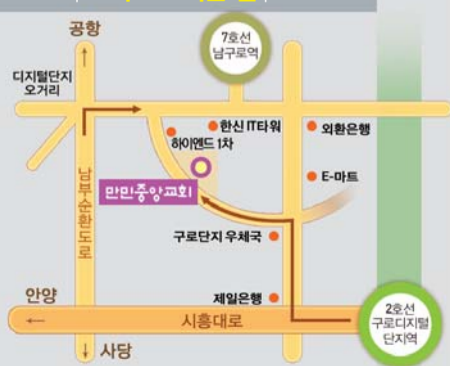 공항
7호선
남구로역
디지털단지
오거리
한신 IT타워
외환은행
하이엔드 1차
E-마트
만민중앙교회
남부순환도로
구로단지 우체국
안양
제일은행
2호선
구로디지털
단지역
시흥대로
사당